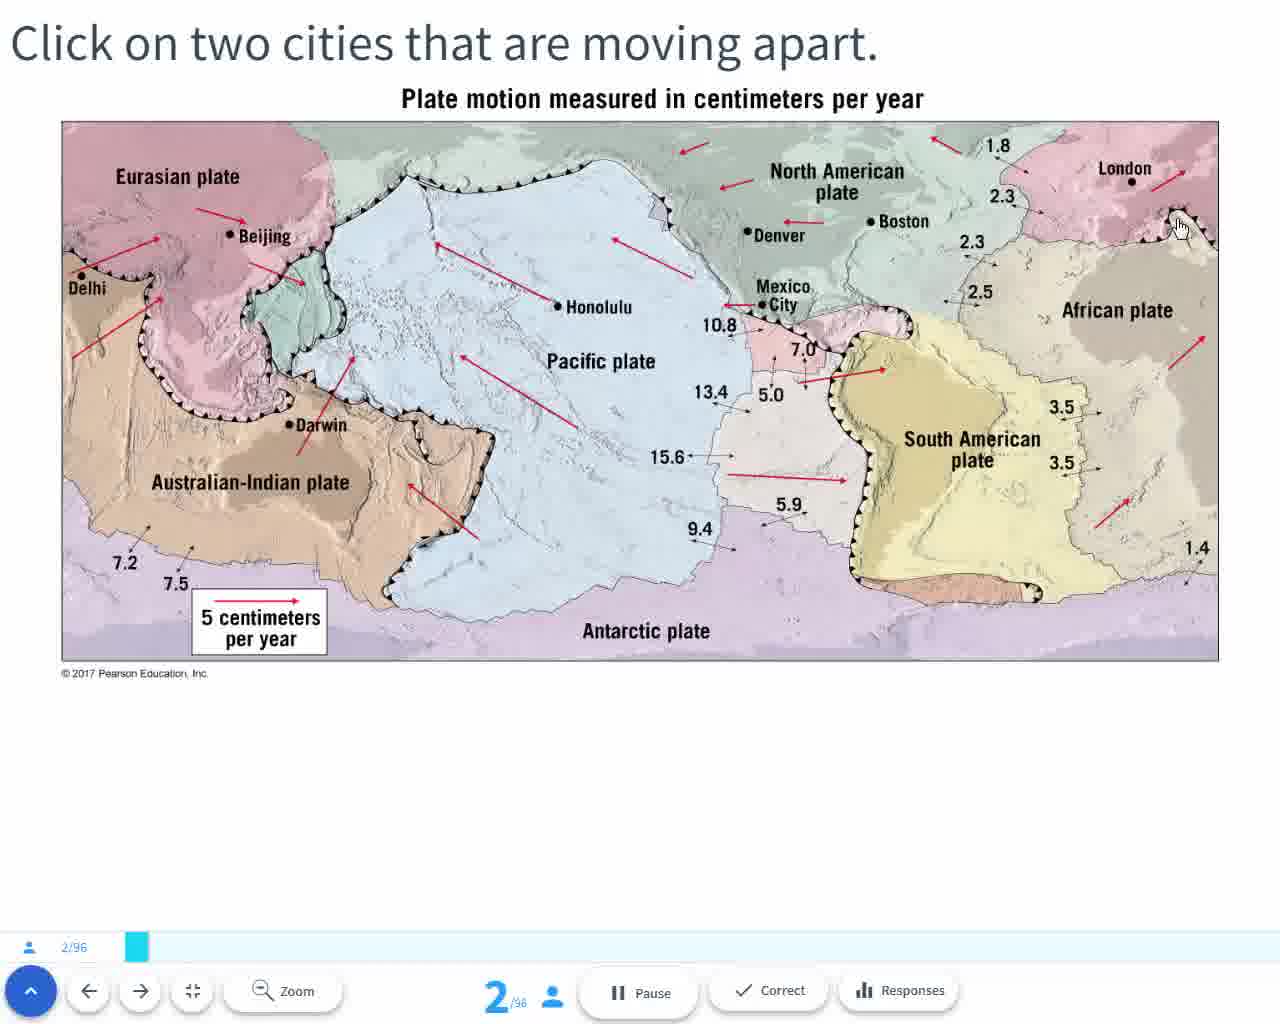 Click on two cities that are moving apart.
Plate motion measured in centimeters per year
Eurasian plate
Beijing
Delhi
Darwin
Australian-Indian plate
7.2
7.5
5 centimeters
per year
Honolulu
Pacific plate
Antarctic plate
North American
plate
Denver
Boston
Mexico
City
10.8
7.0
13.4
5.0
15.6
5.9
9.4
1.8
2.3
2.3
2.5
London
African plate
South American
plate
3.5
3.5
1.4
© 2017 Pearson Education, Inc.
2/96
Zoom
2/96
Pause
Correct
Responses